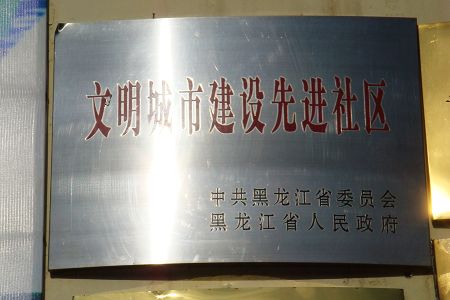 文明城市建设先进社区
中共黑龙江省委员会
黑龙江省人民政府